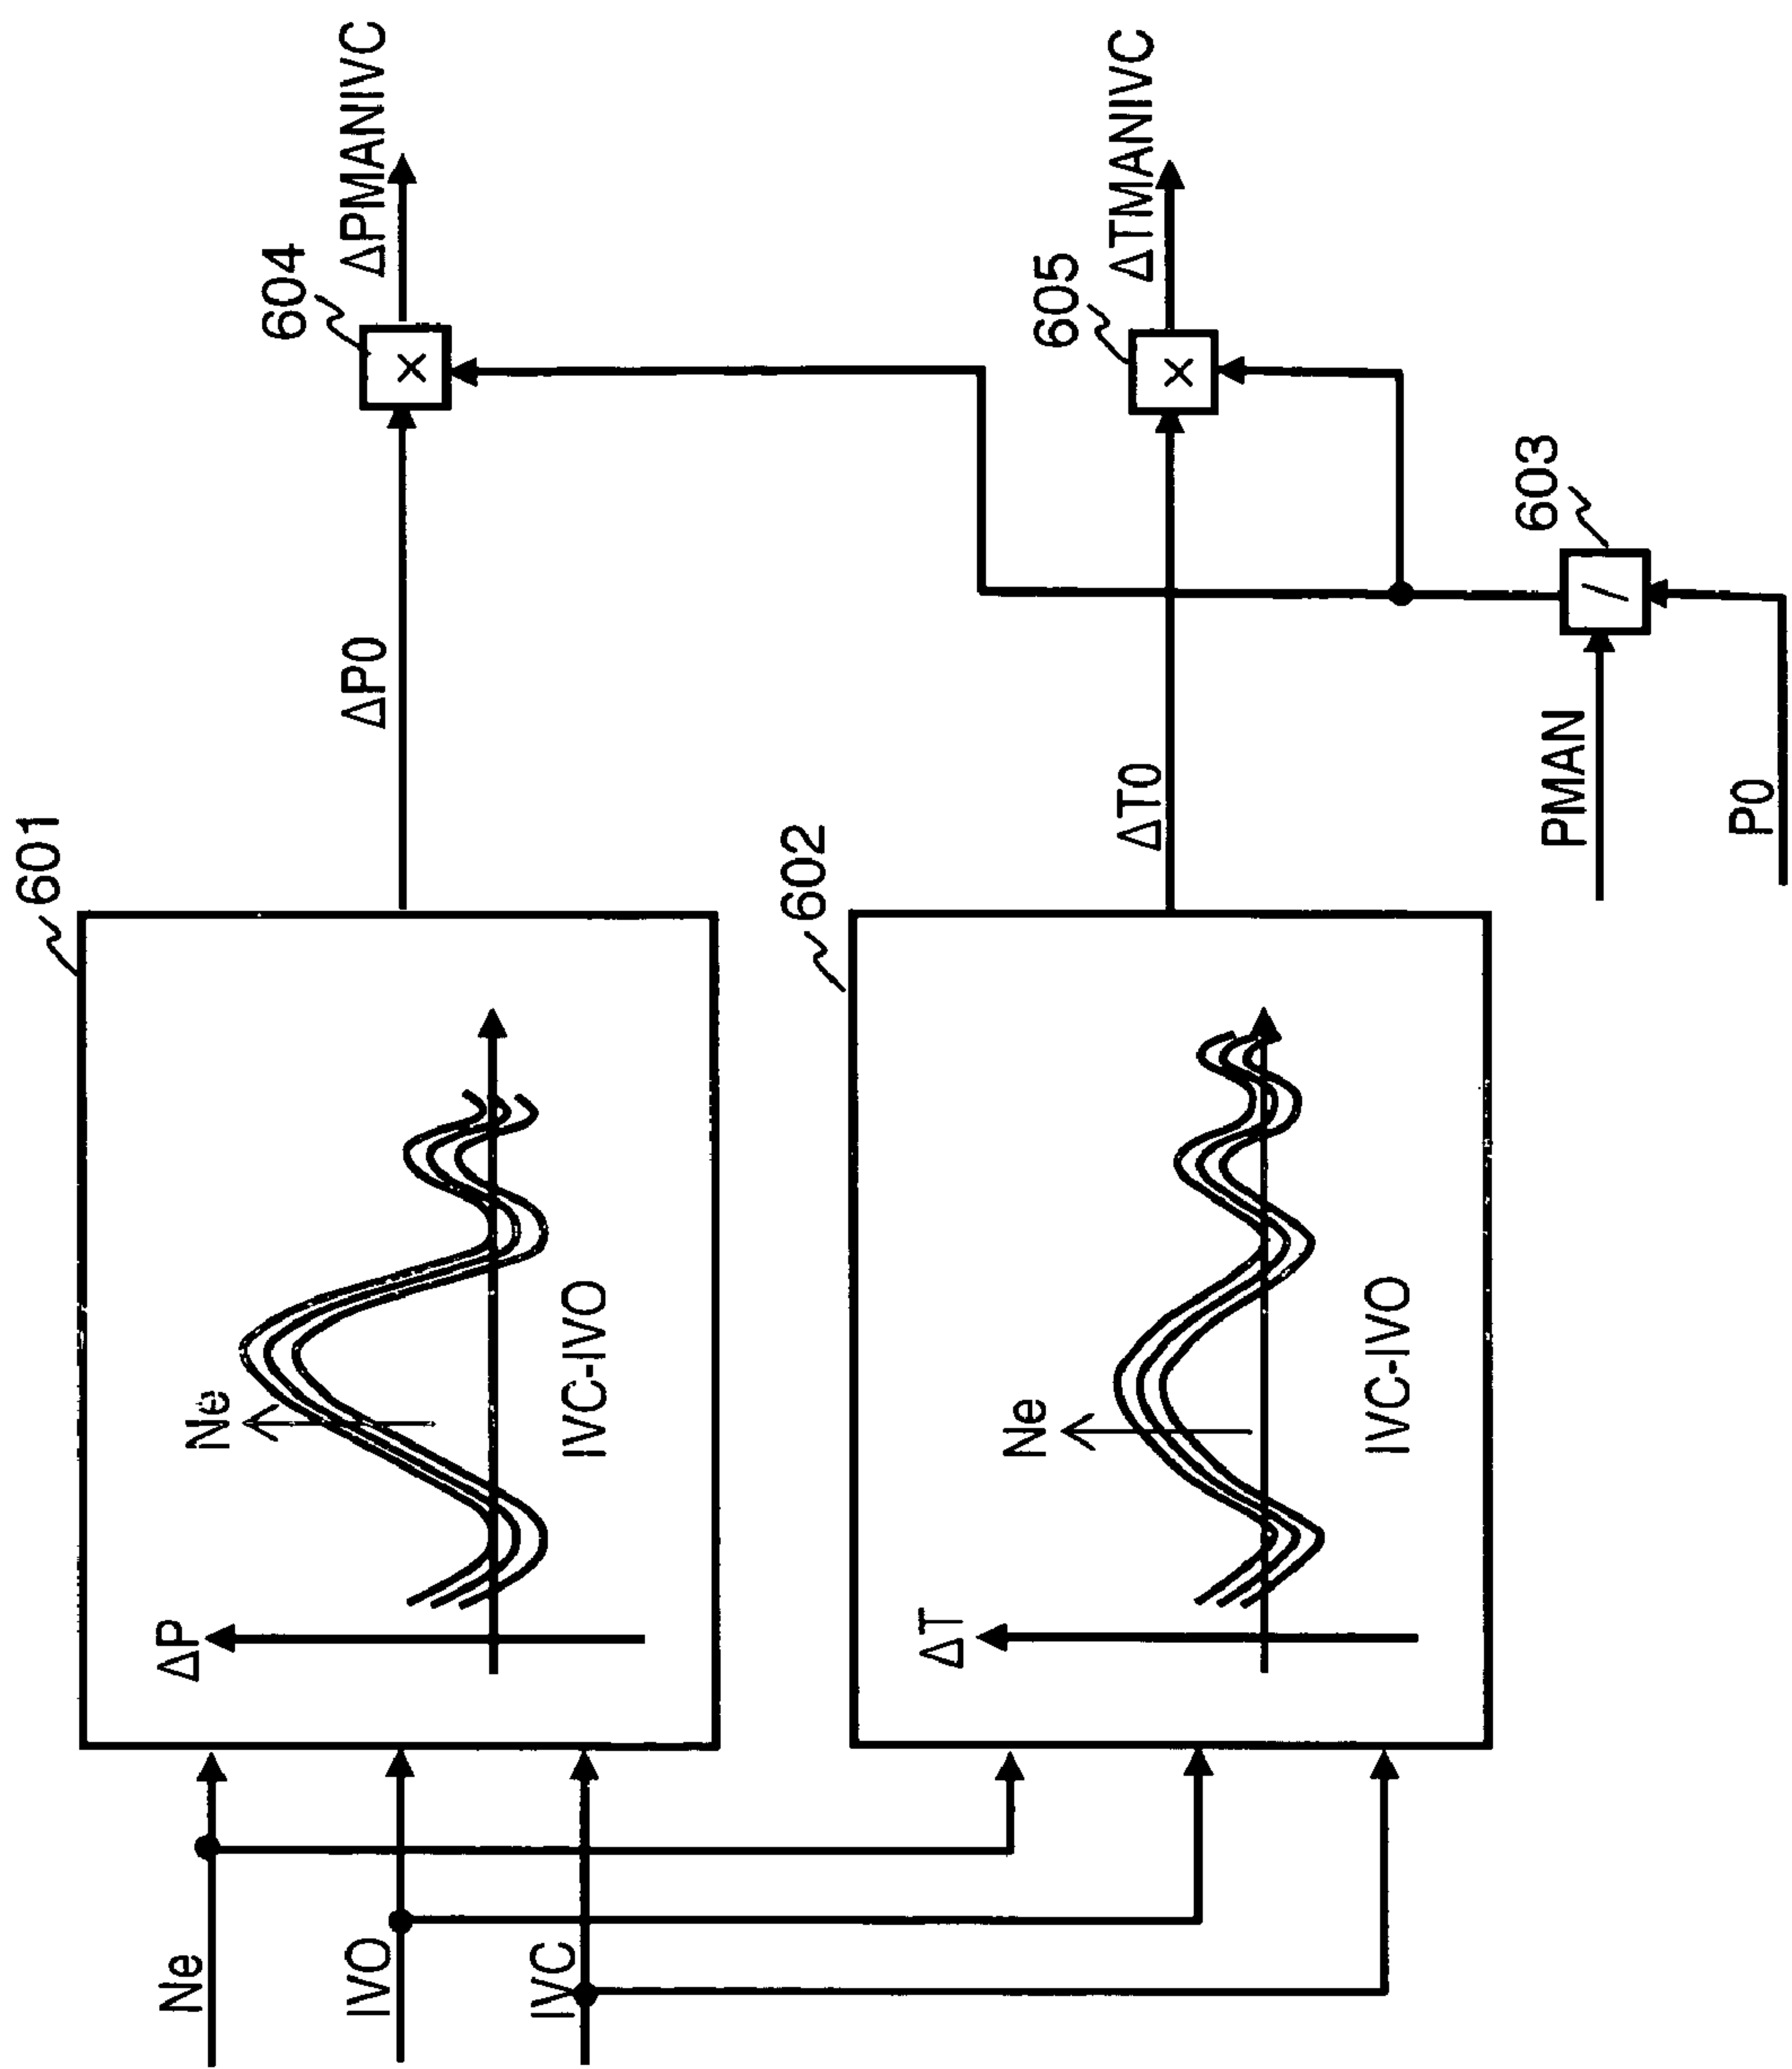 601
Ne
ΔP
Ne
IVC-IVO
IVO
IVC
ΔP0
604
×
ΔPMANIVC
602
ΔT
Ne
IVC-IVO
ΔT0
605
×
ΔTMANIVC
603
PMAN
/
P0